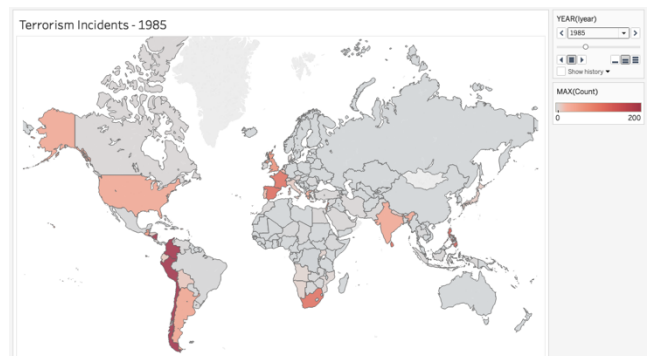 Terrorism Incidents - 1985
YEAR(Iyear)
1985
Show history
MAX(Count)
0
200